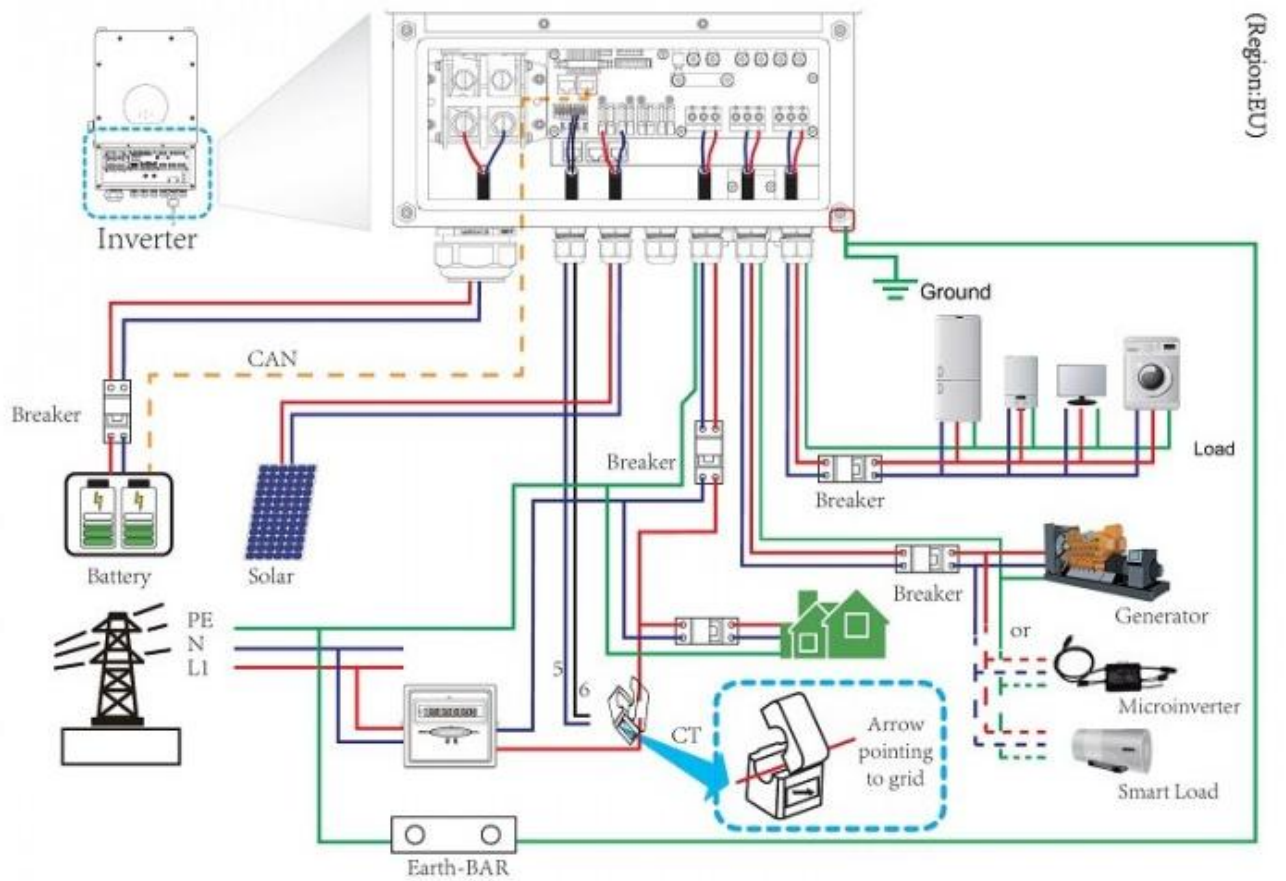 (Region:EU)
Inverter
Ground
CAN
Breaker
Load
Breaker
Breaker
Battery
Solar
Breaker
Generator
PE
N
L1
or
5
6
Microinverter
CT
Arrow
pointing
to grid
Smart Load
Earth-BAR